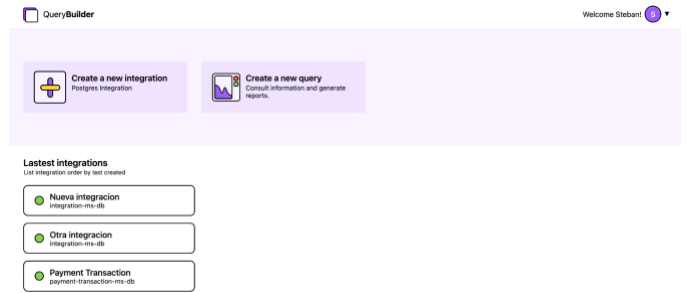 QueryBuilder
Welcome Steban!
S
Create a new integration
Postgres Integration
Create a new query
Consult information and generate
reports.
Lastest integrations
List integration order by last created
Nueva integracion
integration-ms-db
Otra integracion
integration-ms-db
Payment Transaction
payment-transaction-ms-db